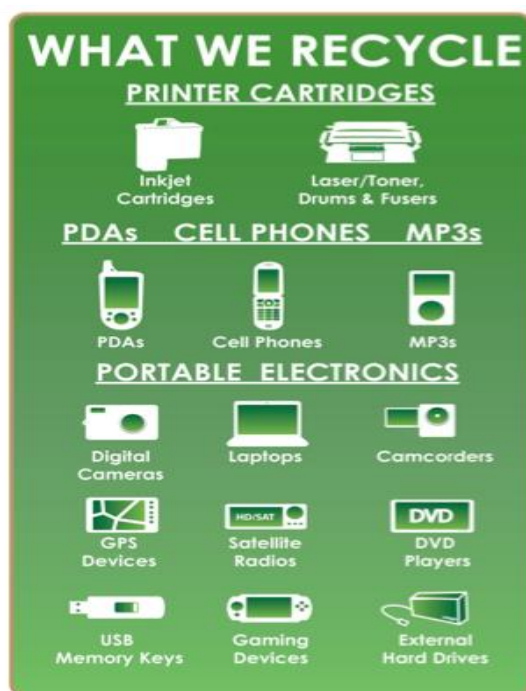 WHAT WE RECYCLE
PRINTER CARTRIDGES
Inkjet
Cartridges
Laser/Toner,
Drums & Fusers
PDAs CELL PHONES MP3s
PDAs
Cell Phones
MP3s
PORTABLE ELECTRONICS
Digital
Cameras
Laptops
Camcorders
HD/SAT
DVD
GPS
Devices
Satellite
Radios
DVD
Players
USB
Memory Keys
Gaming
Devices
External
Hard Drives